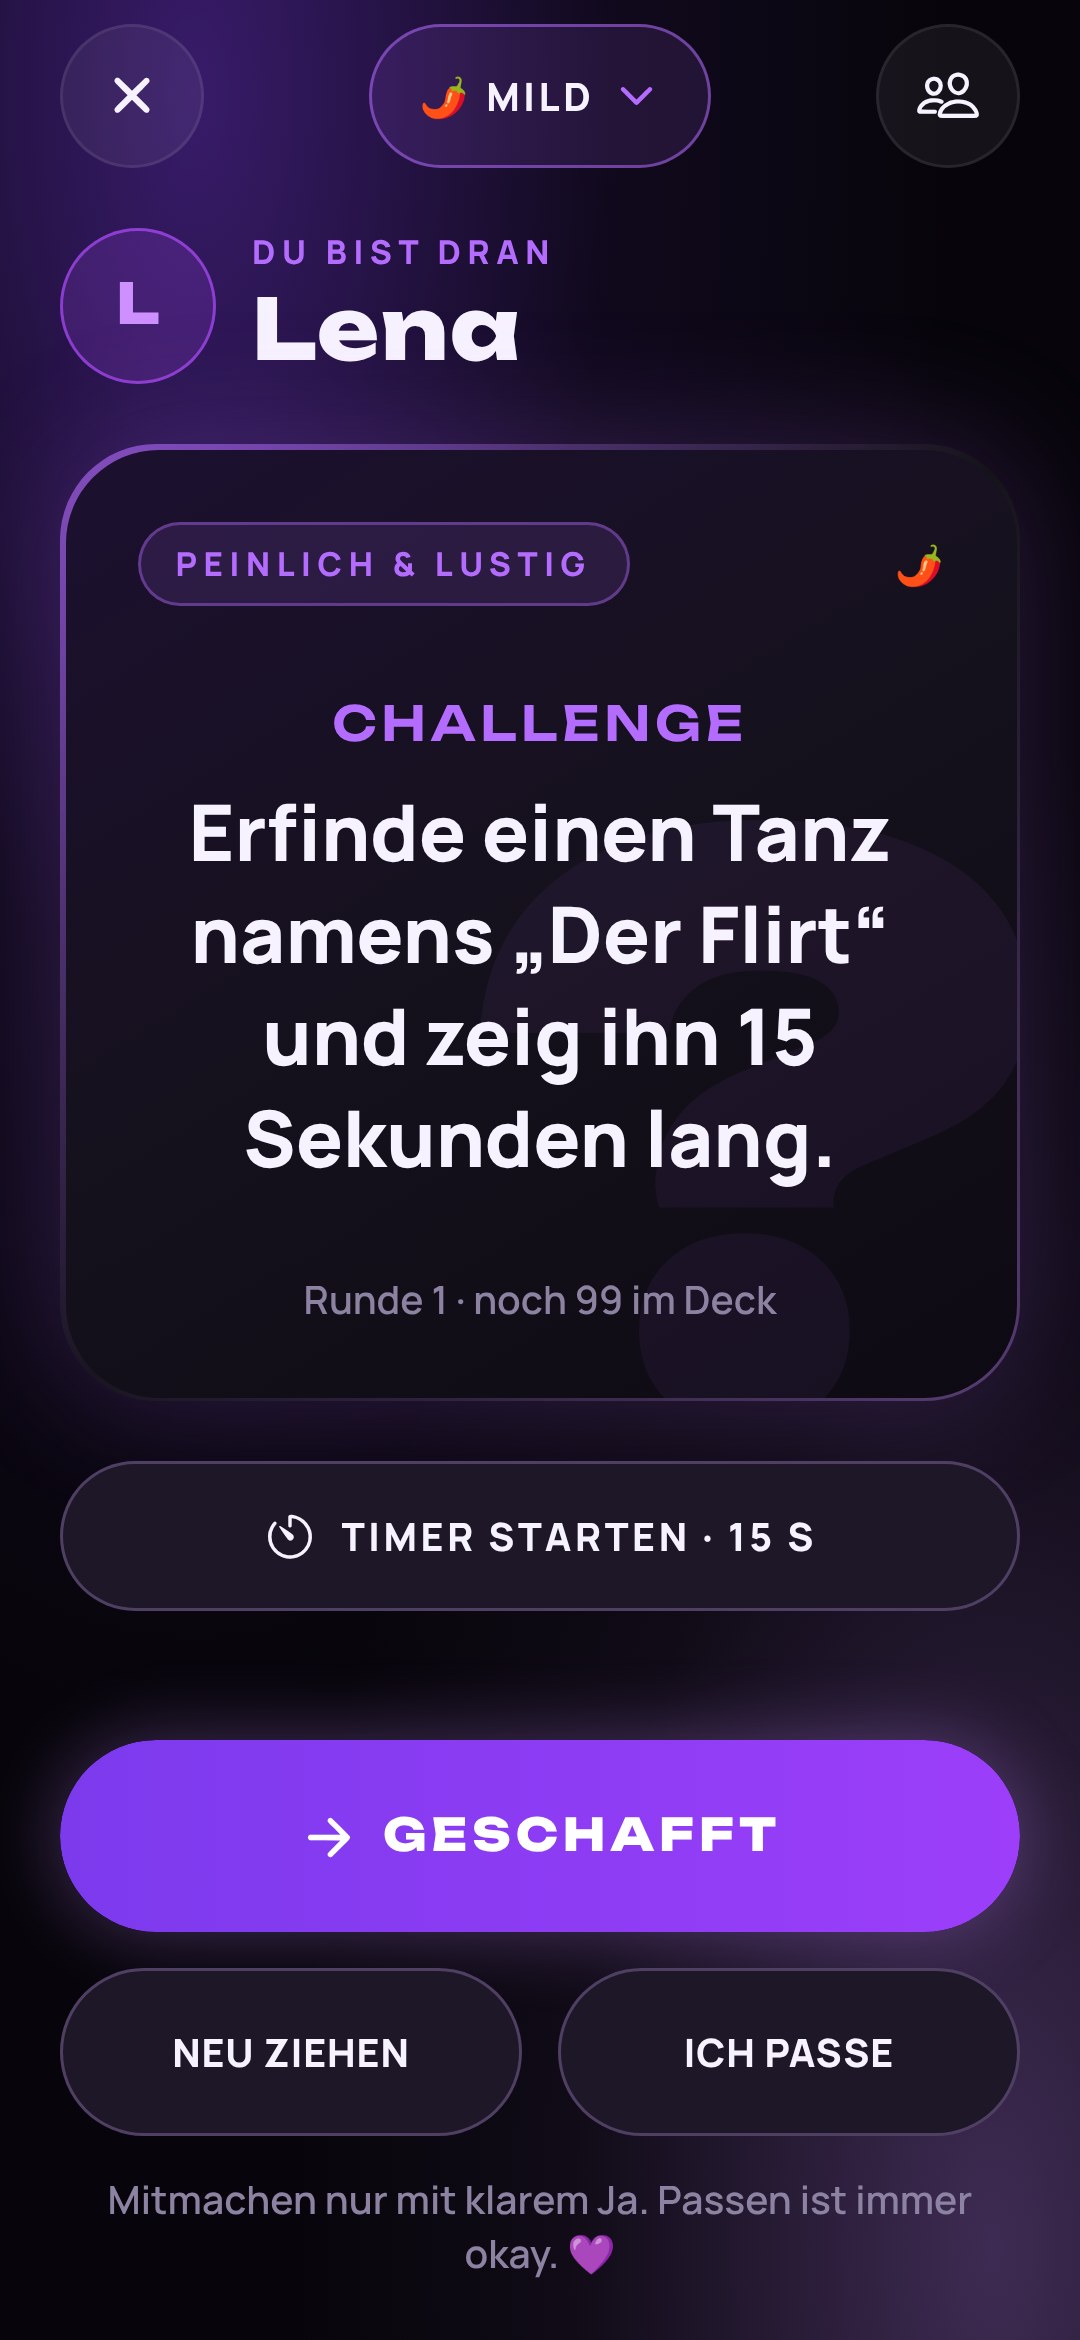 🌶️ MILD
DU BIST DRAN
L
Lena
PEINLICH & LUSTIG 🌶️
CHALLENGE
Erfinde einen Tanz
namens „Der Flirt“
und zeig ihn 15
Sekunden lang.
Runde 1 · noch 99 im Deck
TIMER STARTEN · 15 S
→ GESCHAFFT
NEU ZIEHEN
ICH PASSE
Mitmachen nur mit klarem Ja. Passen ist immer
okay. 💜